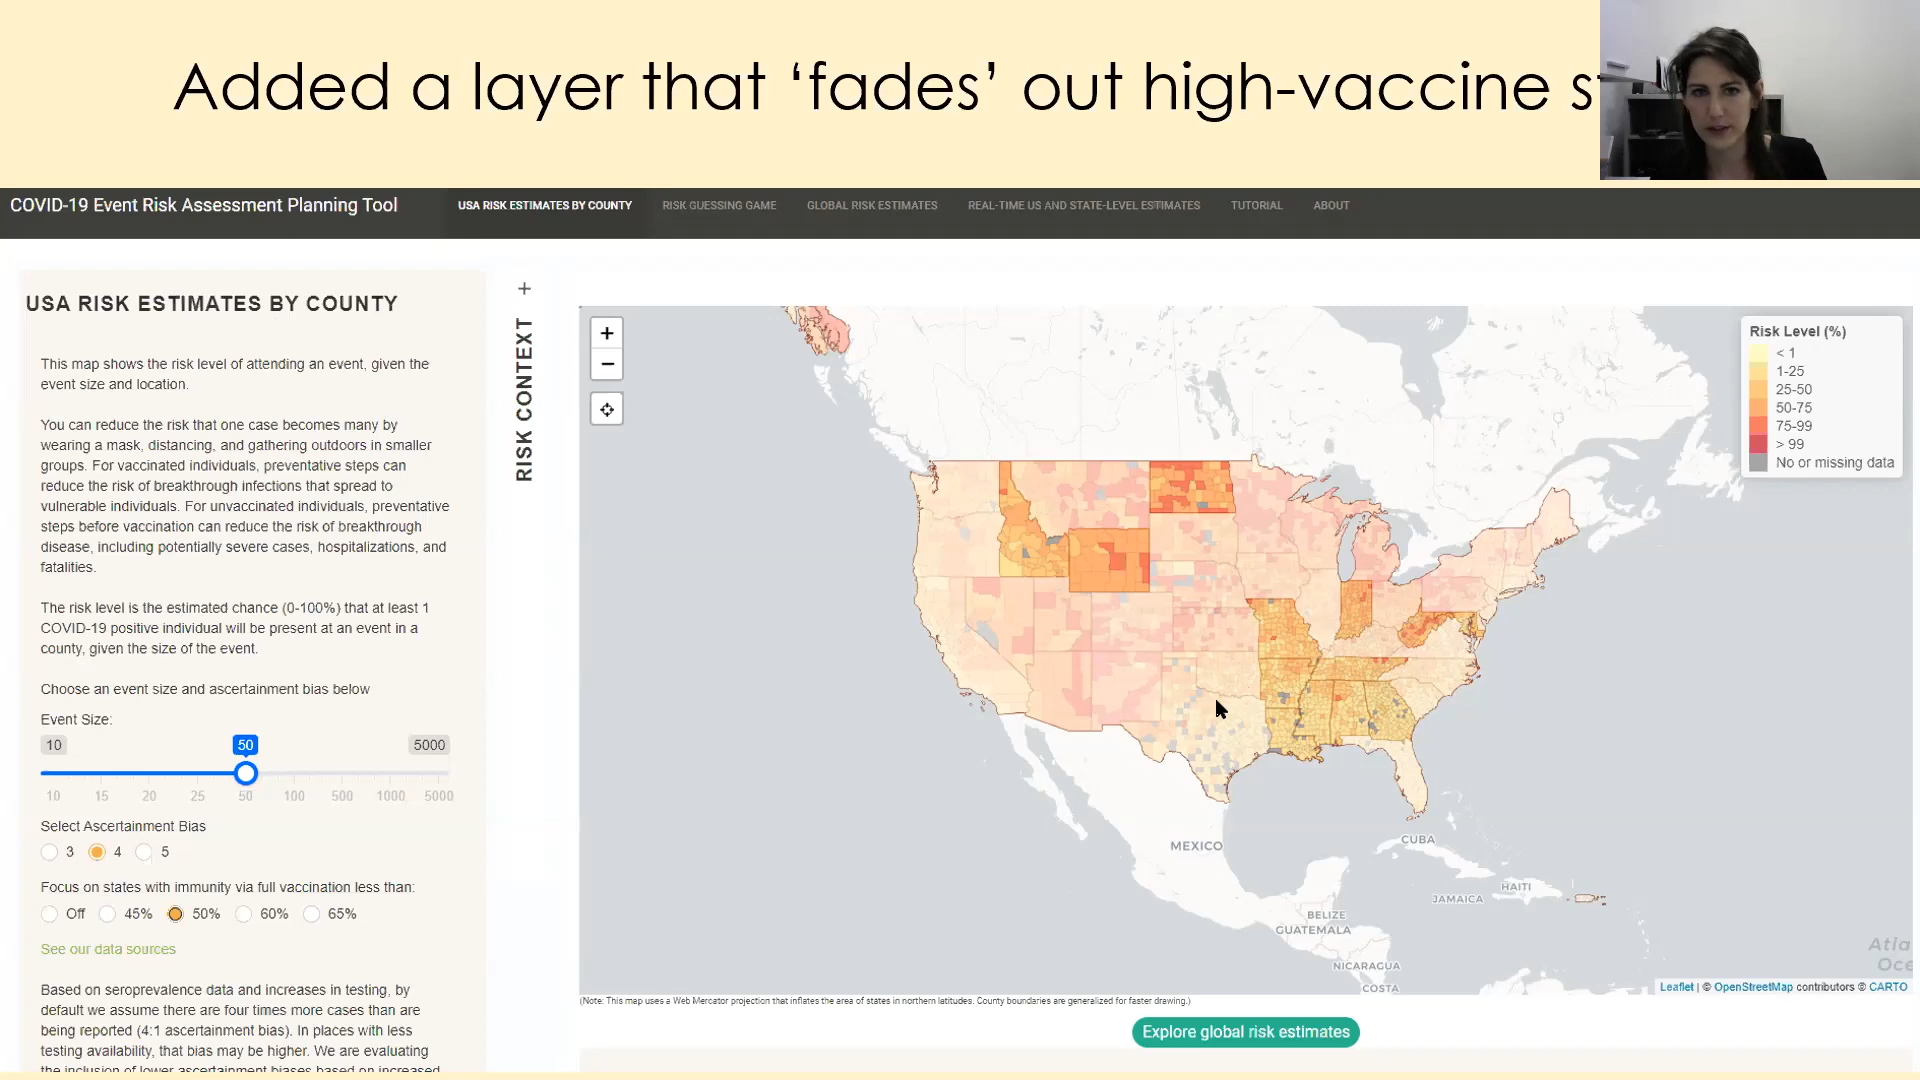 Added a layer that ‘fades’ out high-vaccine
COVID-19 Event Risk Assessment Planning Tool
USA RISK ESTIMATES BY COUNTY
RISK GUESSING GAME
GLOBAL RISK ESTIMATES
REAL-TIME US AND STATE-LEVEL ESTIMATES
TUTORIAL
ABOUT
USA RISK ESTIMATES BY COUNTY
This map shows the risk level of attending an event, given the
event size and location.
You can reduce the risk that one case becomes many by
wearing a mask, distancing, and gathering outdoors in smaller
groups. For vaccinated individuals, preventative steps can
reduce the risk of breakthrough infections that spread to
vulnerable individuals. For unvaccinated individuals, preventative
steps before vaccination can reduce the risk of breakthrough
disease, including potentially severe cases, hospitalizations, and
fatalities.
The risk level is the estimated chance (0-100%) that at least 1
COVID-19 positive individual will be present at an event in a
county, given the size of the event.
Choose an event size and ascertainment bias below
Event Size:
10 50 5000
10 15 20 25 50 100 500 1000 5000
Select Ascertainment Bias
3 4 5
Focus on states with immunity via full vaccination less than:
Off 45% 50% 60% 65%
See our data sources
Based on seroprevalence data and increases in testing, by
default we assume there are four times more cases than are
being reported (4:1 ascertainment bias). In places with less
testing availability, that bias may be higher. We are evaluating
the inclusion of lower ascertainment biases based on increased
+
RISK CONTEXT
+
−
Risk Level (%)
< 1
1-25
25-50
50-75
75-99
> 99
No or missing data
MEXICO
CUBA
HAITI
JAMAICA
BELIZE
GUATEMALA
NICARAGUA
COSTA
Leaflet | © OpenStreetMap contributors © CARTO
(Note: This map uses a Web Mercator projection that inflates the area of states in northern latitudes. County boundaries are generalized for faster drawing.)
Explore global risk estimates